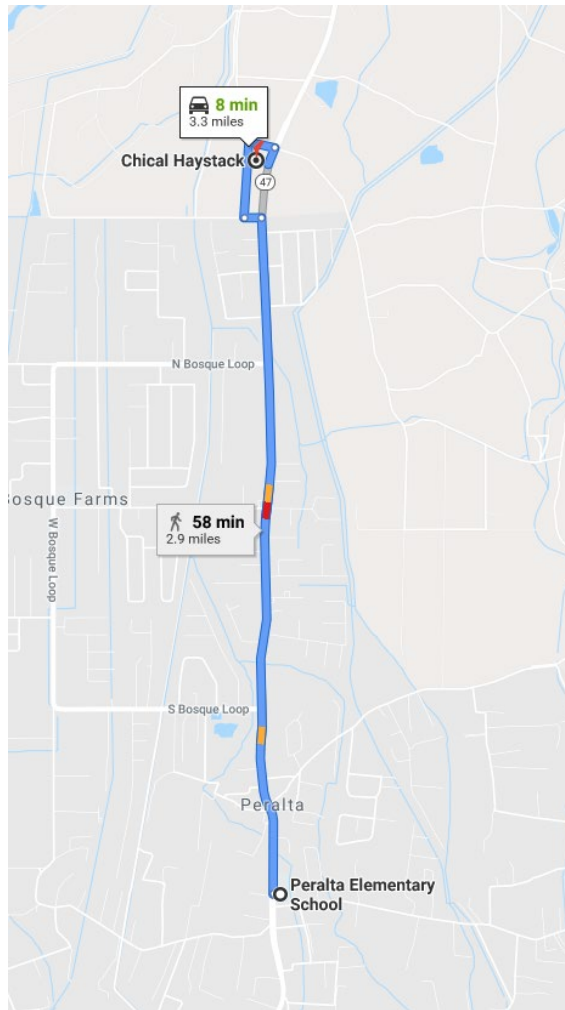 8 min
3.3 miles
Chical Haystack
47
N Bosque Loop
Bosque Farms
58 min
2.9 miles
W Bosque Loop
S Bosque Loop
Peralta
Peralta Elementary
School